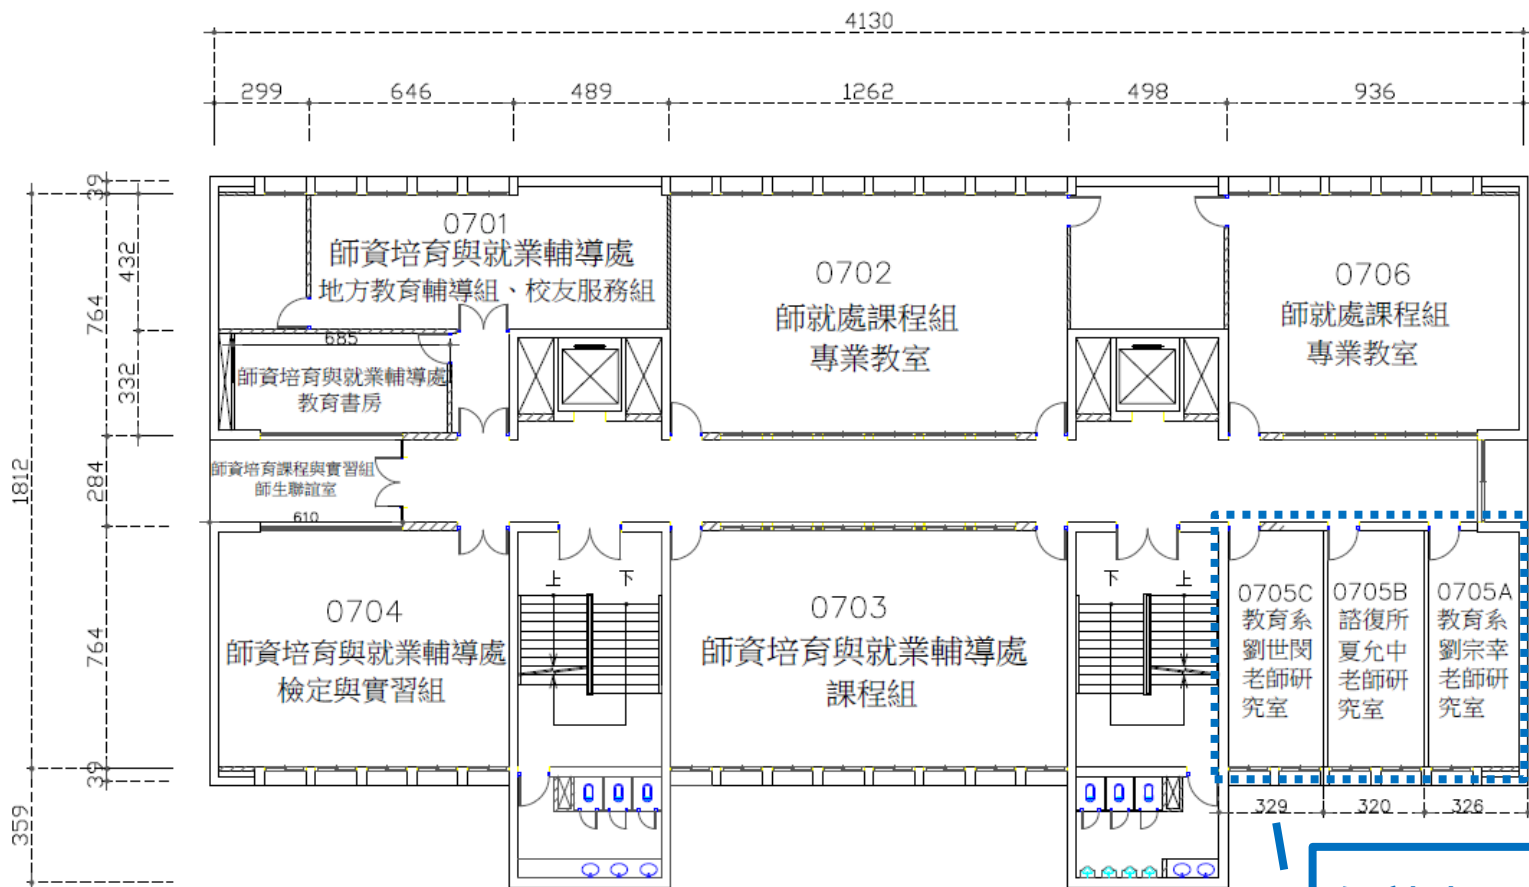 4130
299 646 489 1262 498 936
39
432
764
332
1812
284
764
39
359
0701
師資培育與就業輔導處
地方教育輔導組、校友服務組
0702
師就處課程組
專業教室
0706
師就處課程組
專業教室
685
師資培育與就業輔導處
教育書房
師資培育課程與實習組
師生聯誼室
610
上 下
下 上
0704
師資培育與就業輔導處
檢定與實習組
0703
師資培育與就業輔導處
課程組
0705C
教育系
劉世閔
老師研
究室
0705B
諮復所
夏允中
老師研
究室
0705A
教育系
劉宗幸
老師研
究室
329 320 326